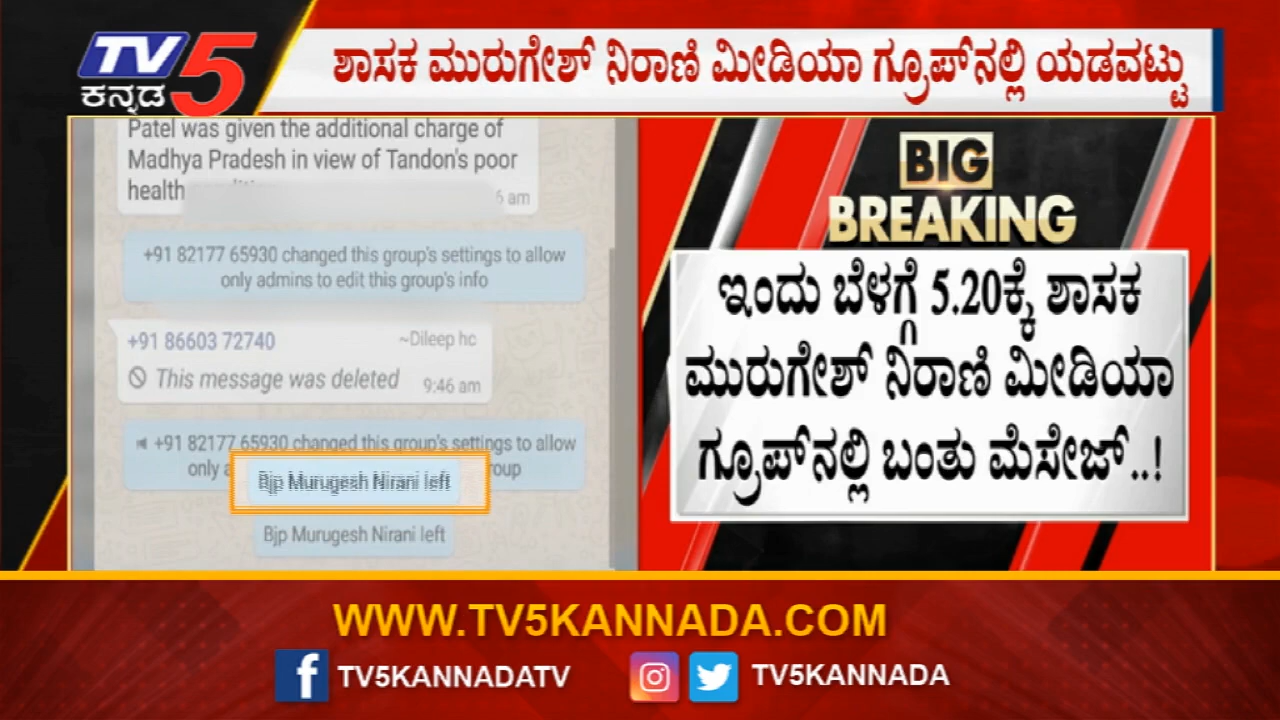 TV5
ಕನ್ನಡ
ಶಾಸಕ ಮುರುಗೇಶ್ ನಿರಾಣಿ ಮೀಡಿಯಾ ಗ್ರೂಪ್‌ನಲ್ಲಿ ಯಡವಟ್ಟು
Patel was given the additional charge of
Madhya Pradesh in view of Tandon's poor
health
6 am
+91 82177 65930 changed this group's settings to allow
only admins to edit this group's info
+91 86603 72740 ~Dileep hc
This message was deleted 9:46 am
+91 82177 65930 changed this group's settings to allow
only
Bjp Murugesh Nirani left
Bjp Murugesh Nirani left
BIG
BREAKING
ಇಂದು ಬೆಳಗ್ಗೆ 5.20ಕ್ಕೆ ಶಾಸಕ
ಮುರುಗೇಶ್ ನಿರಾಣಿ ಮೀಡಿಯಾ
ಗ್ರೂಪ್‌ನಲ್ಲಿ ಬಂತು ಮೆಸೇಜ್..!
WWW.TV5KANNADA.COM
TV5KANNADATV
TV5KANNADA